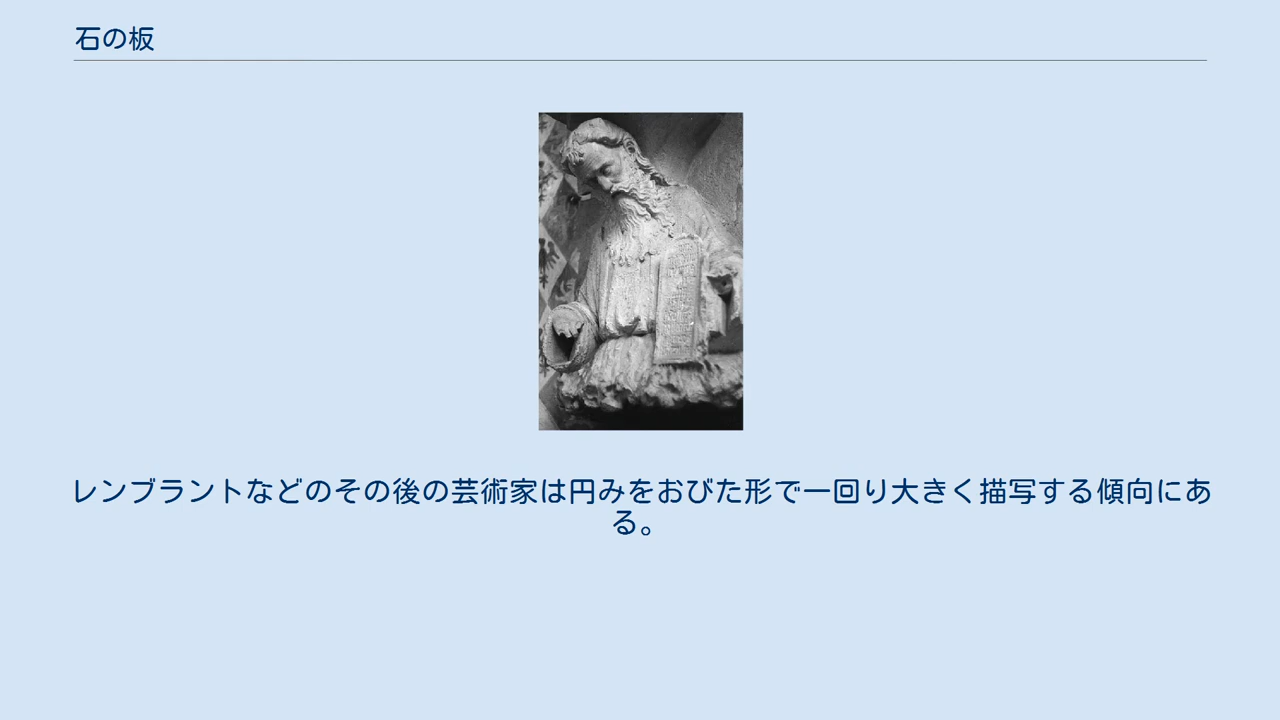 石の板
レンブラントなどのその後の芸術家は円みをおびた形で一回り大きく描写する傾向にあ
る。